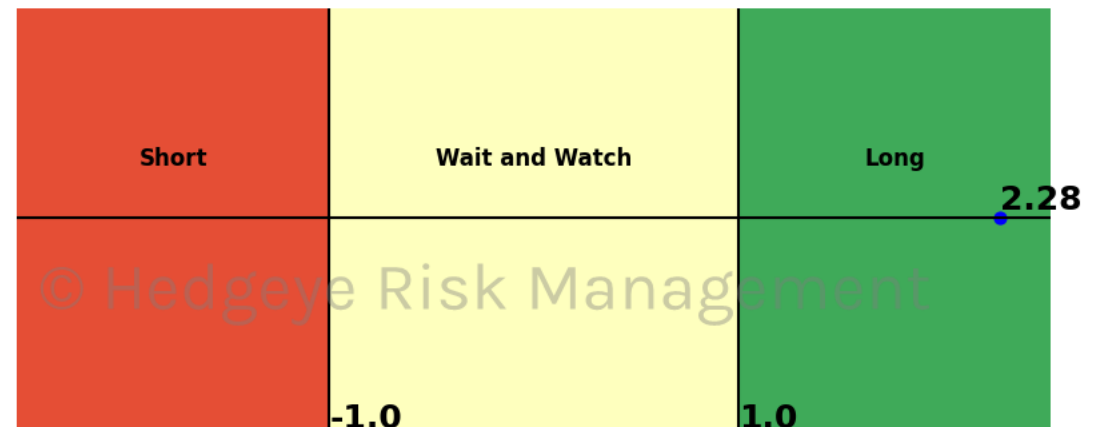 Short
Wait and Watch
Long
2.28
© Hedgeye Risk Management
-1.0
1.0